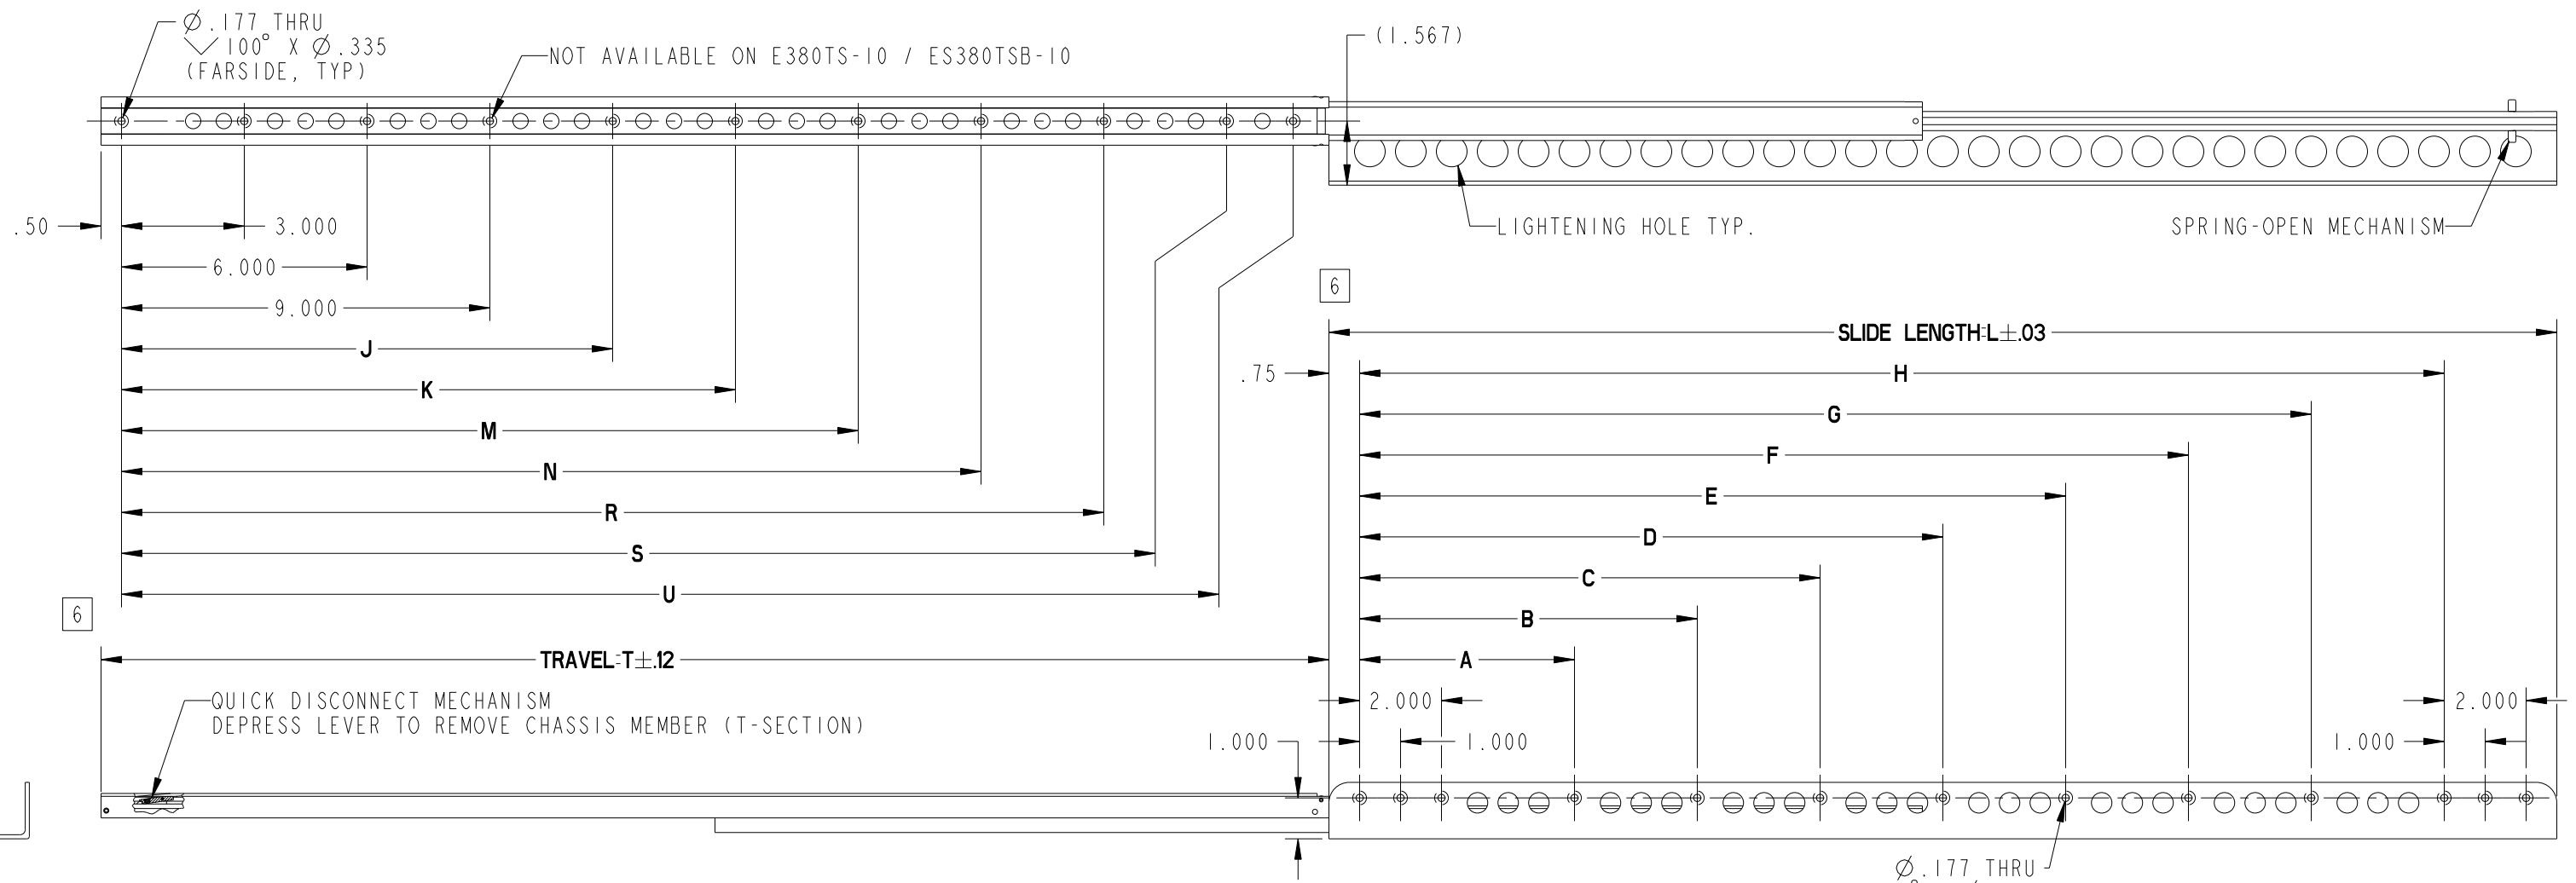 Ø.177 THRU
100° X Ø.335
(FARSIDE, TYP)
NOT AVAILABLE ON E380TS-10 / ES380TSB-10
(1.567)
.50
3.000
LIGHTENING HOLE TYP.
SPRING-OPEN MECHANISM
6.000
6
9.000
SLIDE LENGTH=L±.03
J
.75
H
K
G
M
F
N
E
R
D
S
C
U
6
B
TRAVEL=T±.12
A
QUICK DISCONNECT MECHANISM
DEPRESS LEVER TO REMOVE CHASSIS MEMBER (T-SECTION)
2.000
2.000
1.000
1.000
1.000
Ø.177 THRU